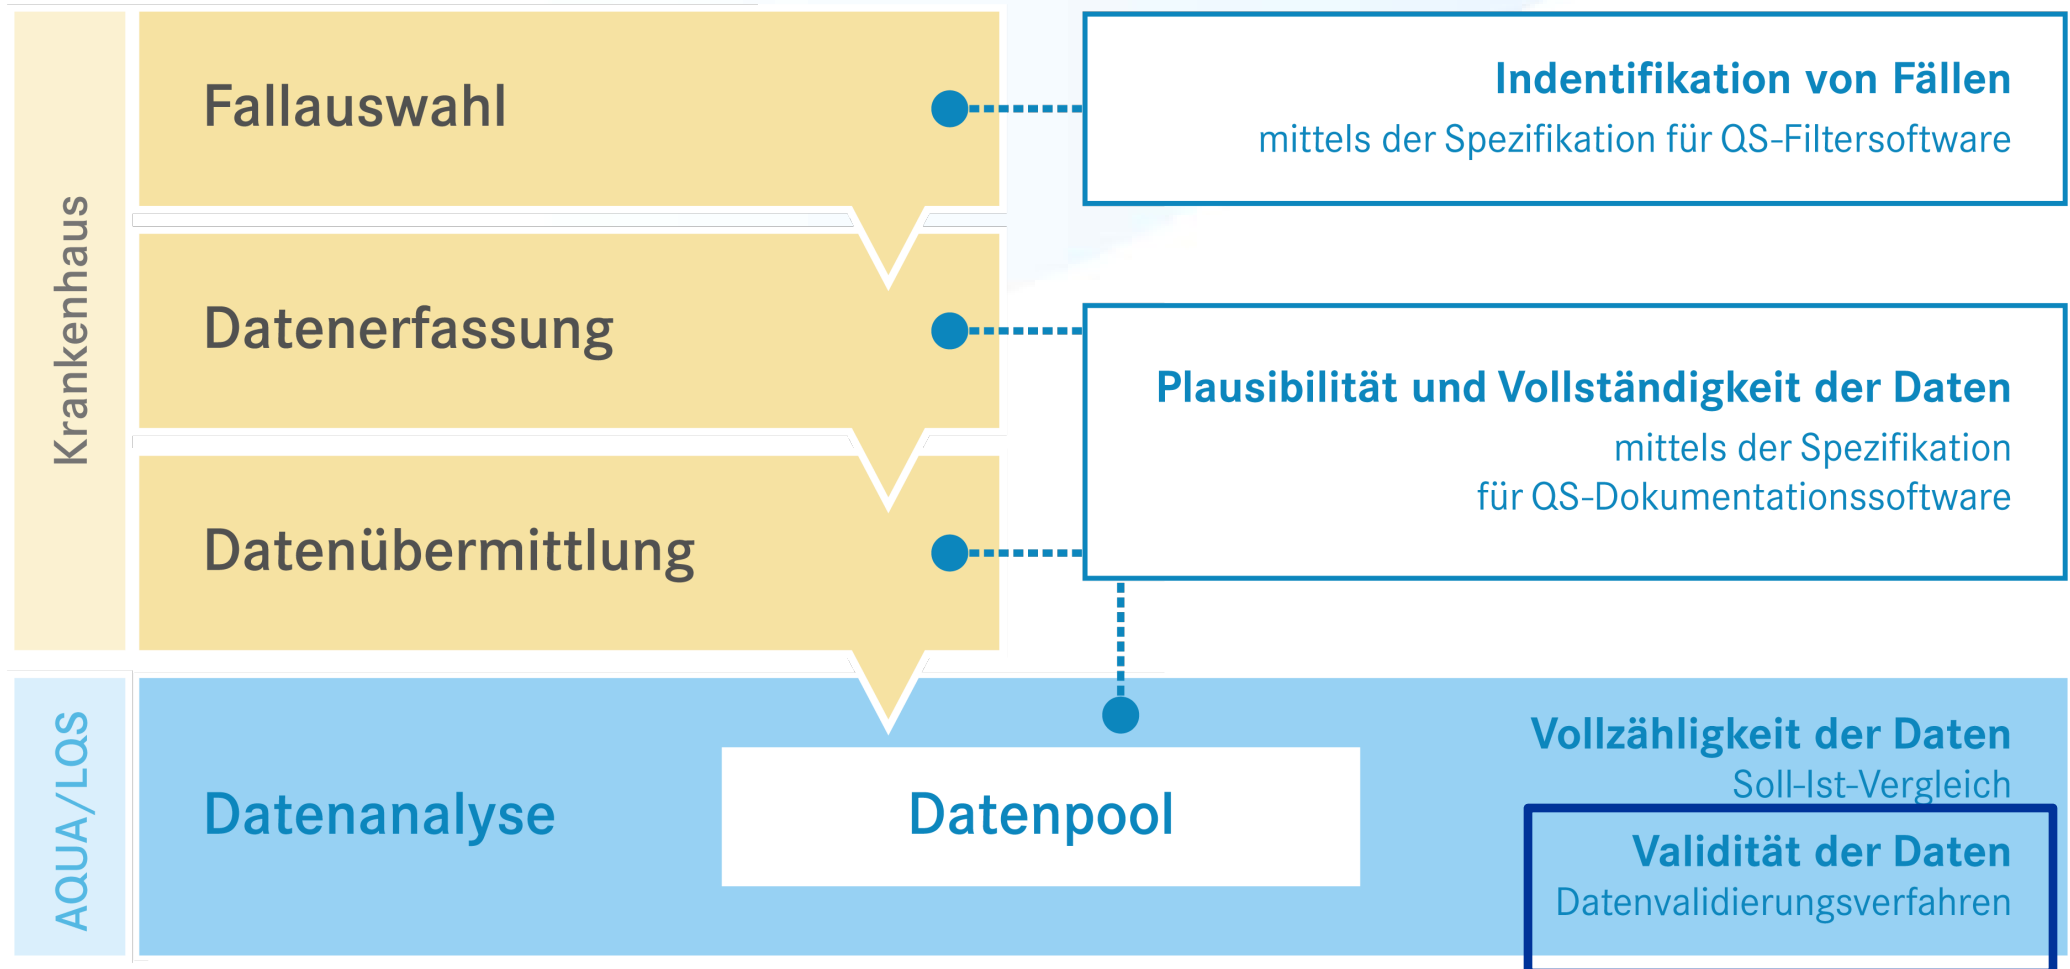 Krankenhaus
Fallauswahl
Indentifikation von Fällen
mittels der Spezifikation für QS-Filtersoftware
Datenerfassung
Plausibilität und Vollständigkeit der Daten
mittels der Spezifikation
für QS-Dokumentationssoftware
Datenübermittlung
AQUA/LQS
Datenanalyse
Datenpool
Vollzähligkeit der Daten
Soll-Ist-Vergleich
Validität der Daten
Datenvalidierungsverfahren